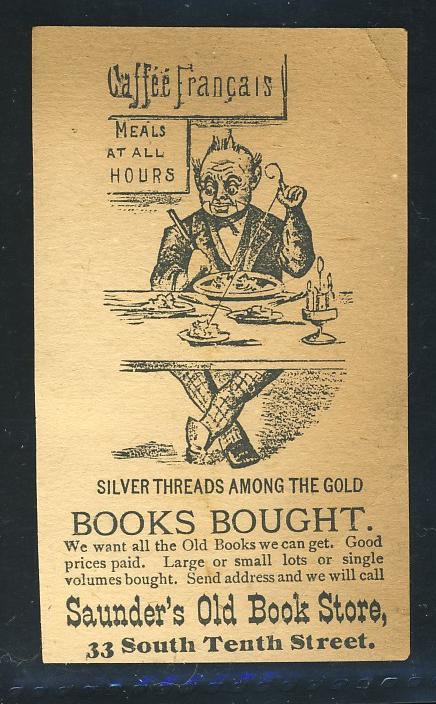 Caffeé Français
MEALS
AT ALL
HOURS
SILVER THREADS AMONG THE GOLD
BOOKS BOUGHT.
We want all the Old Books we can get. Good
prices paid. Large or small lots or single
volumes bought. Send address and we will call
Saunder's Old Book Store,
33 South Tenth Street.